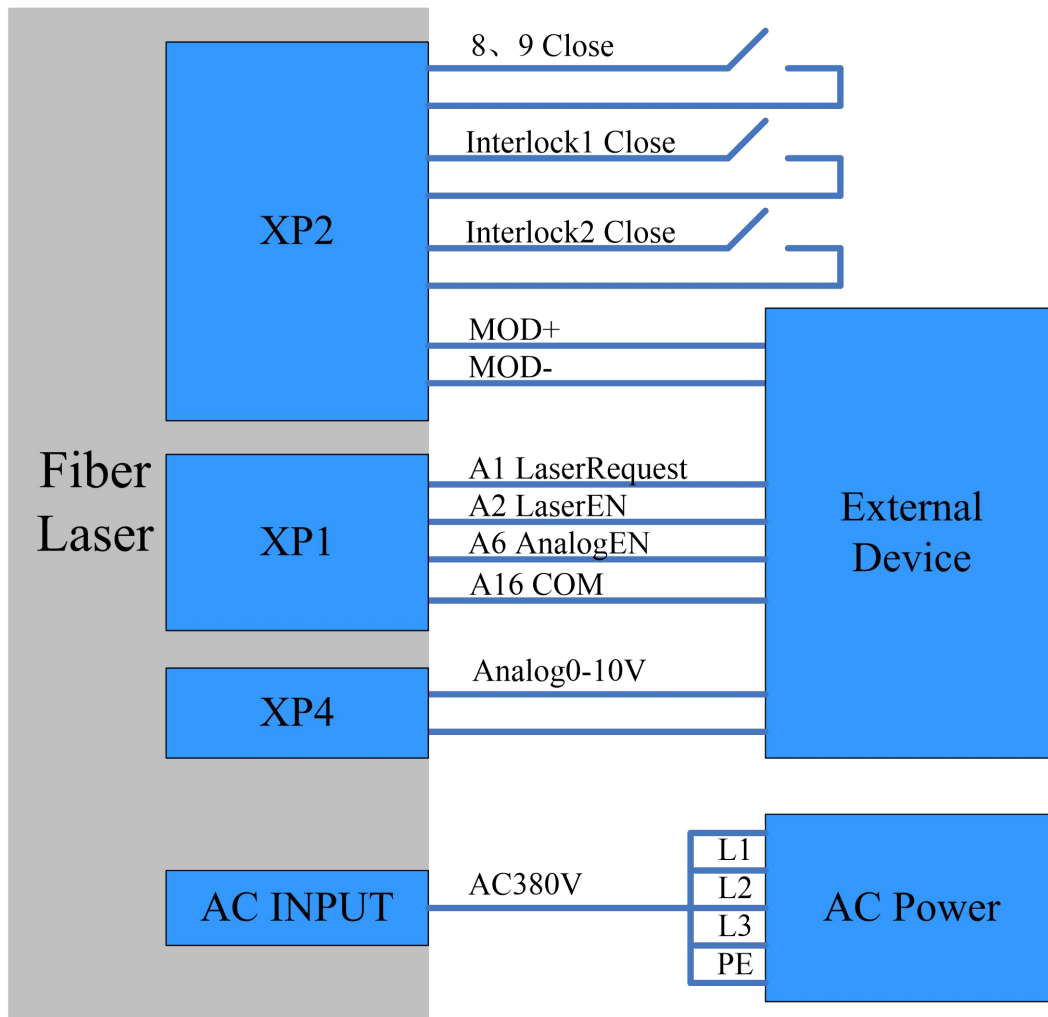 8、9 Close
Interlock1 Close
XP2
Interlock2 Close
MOD+
MOD-
Fiber
Laser
A1 LaserRequest
A2 LaserEN
XP1
A6 AnalogEN
A16 COM
External
Device
Analog0-10V
XP4
AC INPUT
AC380V
L1
L2
L3
PE
AC Power